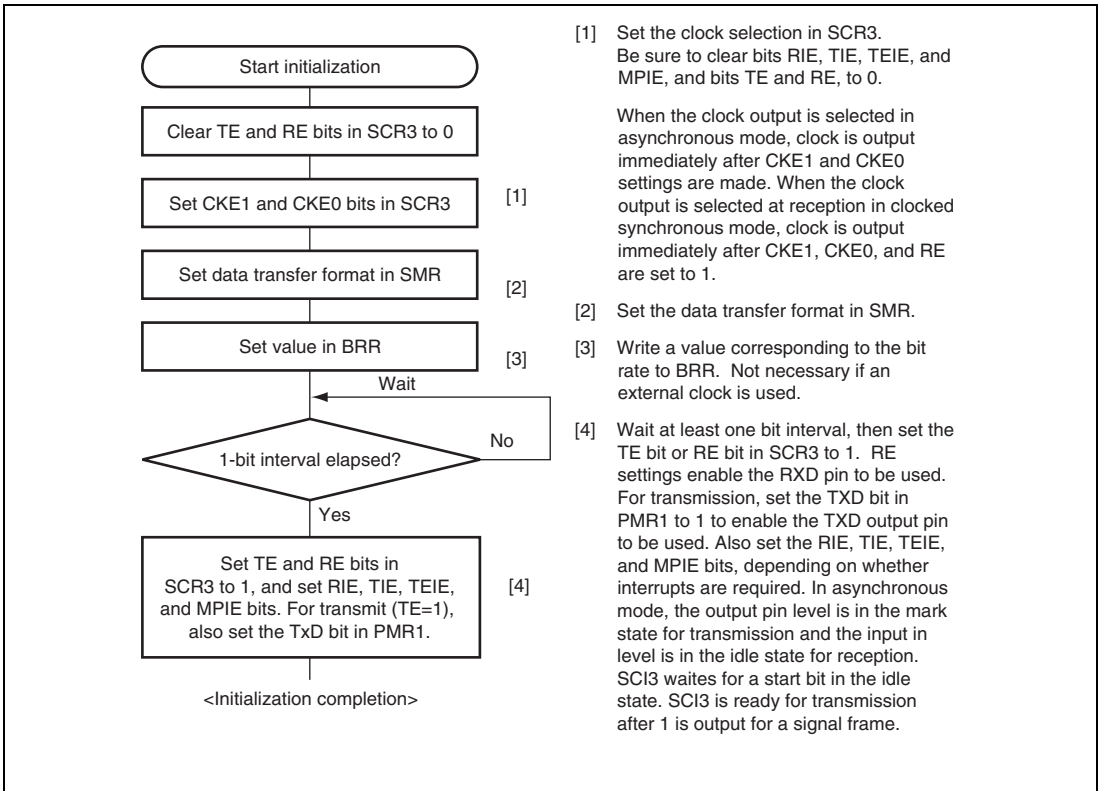 Start initialization
Clear TE and RE bits in SCR3 to 0
Set CKE1 and CKE0 bits in SCR3
[1]
Set data transfer format in SMR
[2]
Set value in BRR
[3]
Wait
1-bit interval elapsed?
No
Yes
Set TE and RE bits in
SCR3 to 1, and set RIE, TIE, TEIE,
and MPIE bits. For transmit (TE=1),
also set the TxD bit in PMR1.
[4]
<Initialization completion>
[1] Set the clock selection in SCR3.
Be sure to clear bits RIE, TIE, TEIE, and
MPIE, and bits TE and RE, to 0.
When the clock output is selected in
asynchronous mode, clock is output
immediately after CKE1 and CKE0
settings are made. When the clock
output is selected at reception in clocked
synchronous mode, clock is output
immediately after CKE1, CKE0, and RE
are set to 1.
[2] Set the data transfer format in SMR.
[3] Write a value corresponding to the bit
rate to BRR. Not necessary if an
external clock is used.
[4] Wait at least one bit interval, then set the
TE bit or RE bit in SCR3 to 1. RE
settings enable the RXD pin to be used.
For transmission, set the TXD bit in
PMR1 to 1 to enable the TXD output pin
to be used. Also set the RIE, TIE, TEIE,
and MPIE bits, depending on whether
interrupts are required. In asynchronous
mode, the output pin level is in the mark
state for transmission and the input in
level is in the idle state for reception.
SCI3 waits for a start bit in the idle
state. SCI3 is ready for transmission
after 1 is output for a signal frame.